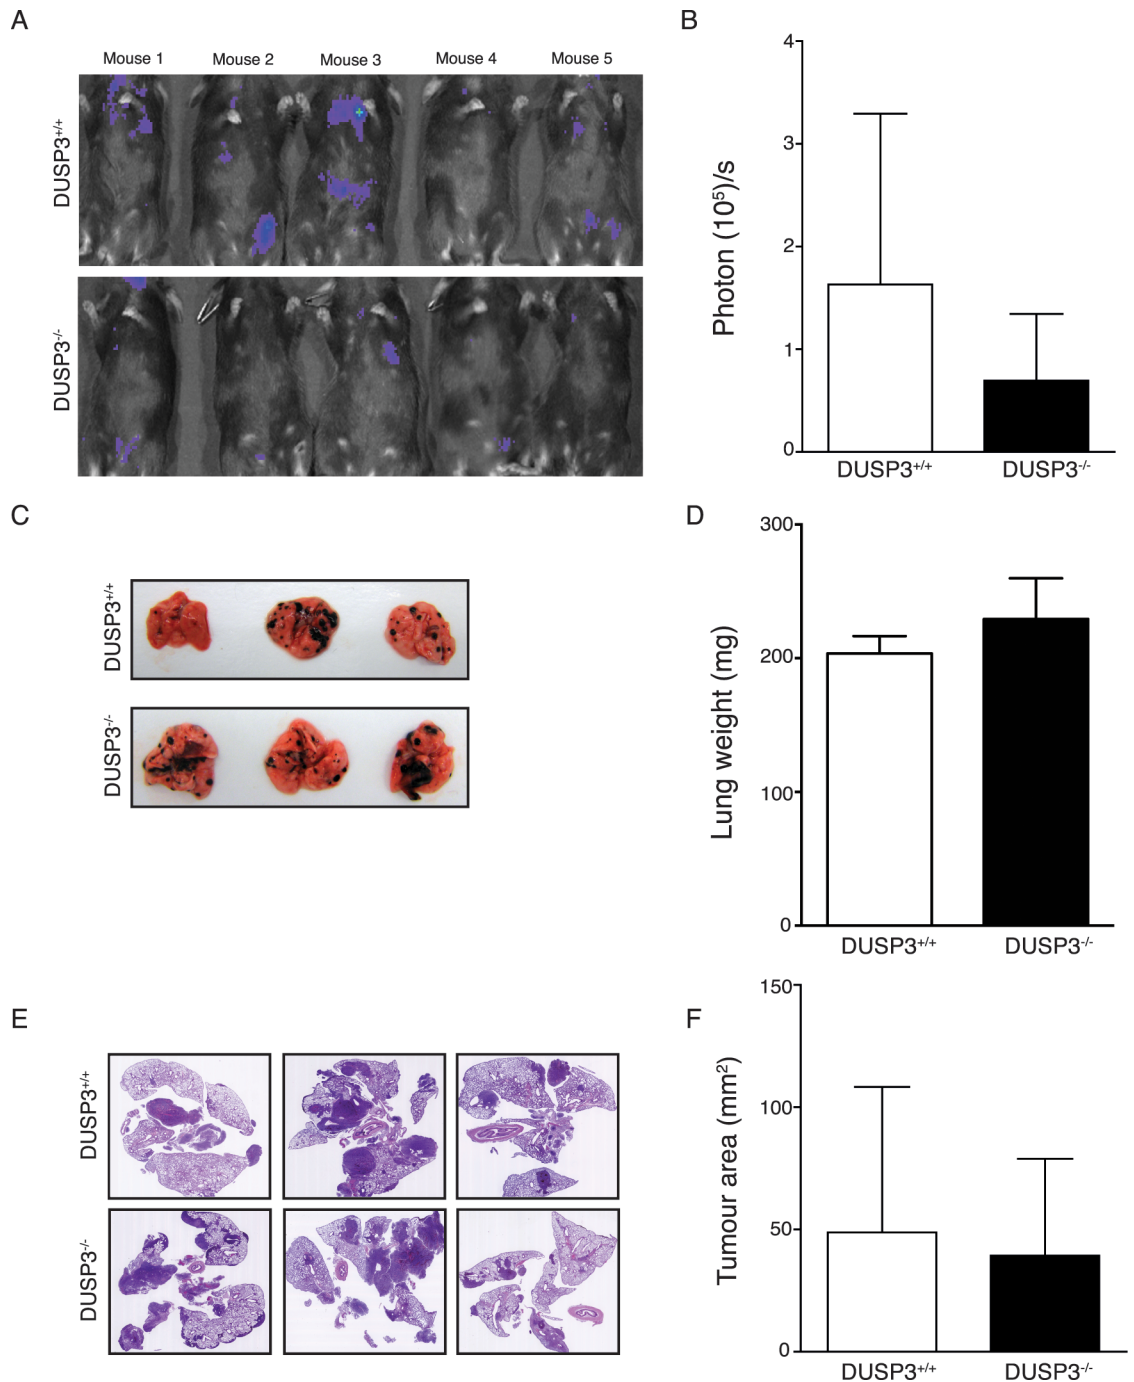 A
Mouse 1 Mouse 2 Mouse 3 Mouse 4 Mouse 5
DUSP3+/+
DUSP3-/-
B
4
3
2
1
0
Photon (10⁵)/s
DUSP3+/+ DUSP3-/-
C
DUSP3+/+
DUSP3-/-
D
300
200
100
0
Lung weight (mg)
DUSP3+/+ DUSP3-/-
E
DUSP3+/+
DUSP3-/-
F
150
100
50
0
Tumour area (mm²)
DUSP3+/+ DUSP3-/-